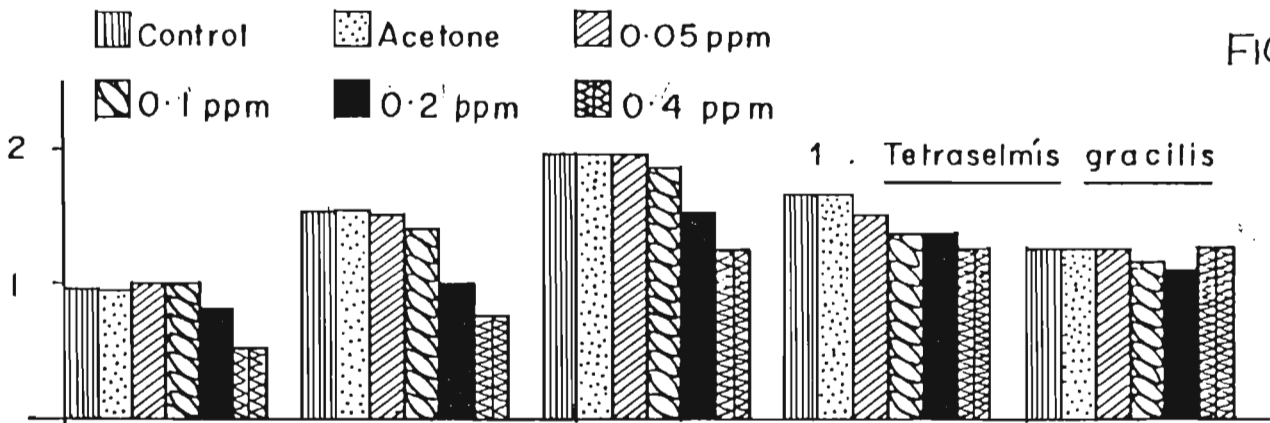 Control Acetone 0.05 ppm
FIG
0.1 ppm 0.2 ppm 0.4 ppm
2
1 . Tetraselmis gracilis
1